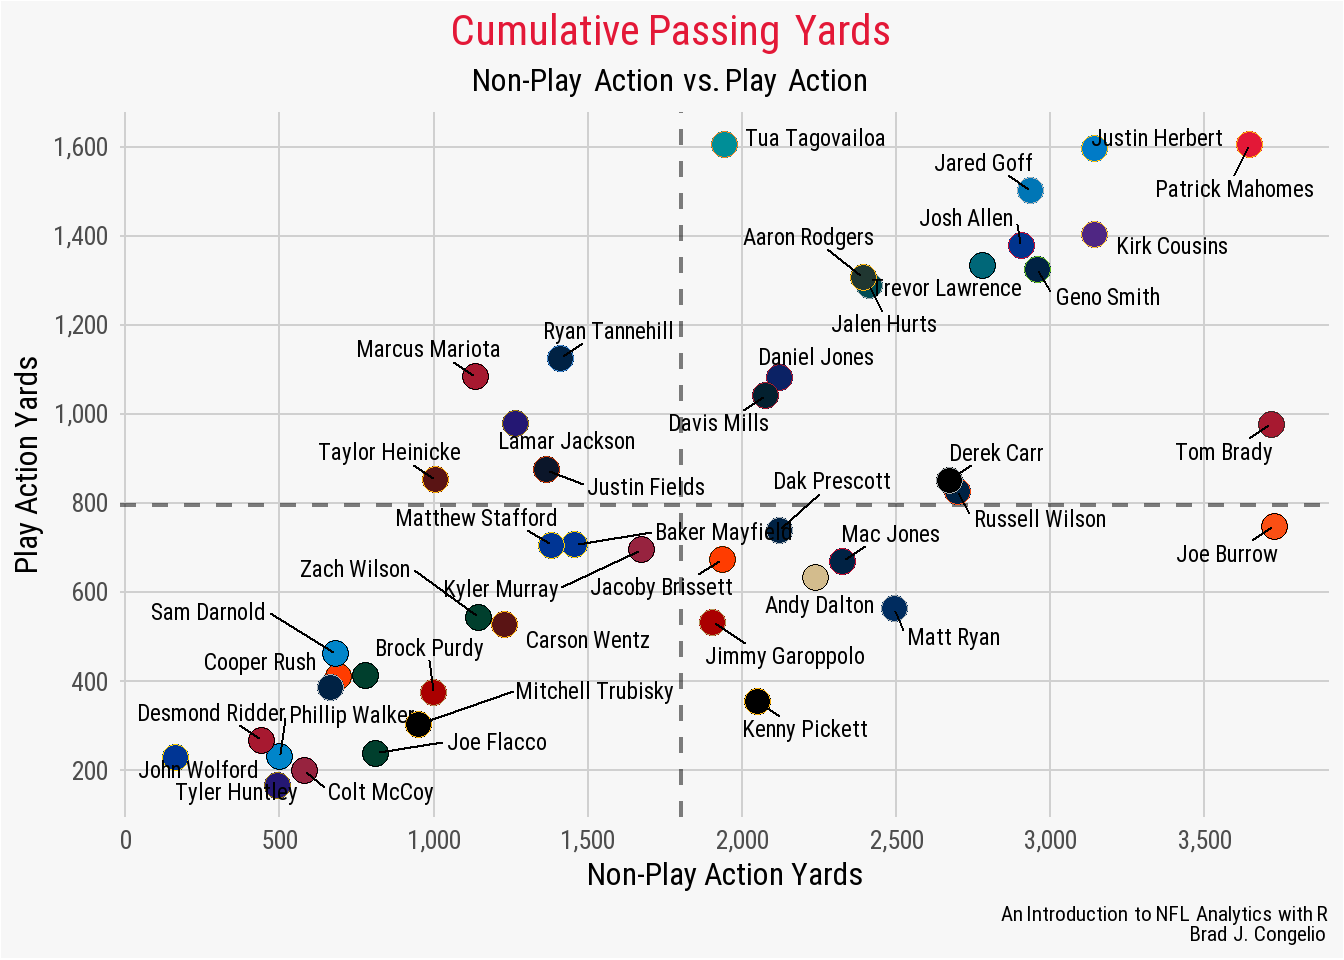 Cumulative Passing Yards
Non-Play Action vs. Play Action
Play Action Yards
1,600
1,400
1,200
1,000
800
600
400
200
Tua Tagovailoa
Justin Herbert
Jared Goff
Patrick Mahomes
Josh Allen
Aaron Rodgers
Kirk Cousins
Trevor Lawrence
Geno Smith
Jalen Hurts
Ryan Tannehill
Marcus Mariota
Daniel Jones
Davis Mills
Lamar Jackson
Taylor Heinicke
Tom Brady
Derek Carr
Justin Fields
Dak Prescott
Matthew Stafford
Russell Wilson
Baker Mayfield
Mac Jones
Joe Burrow
Zach Wilson
Kyler Murray
Jacoby Brissett
Sam Darnold
Andy Dalton
Carson Wentz
Matt Ryan
Brock Purdy
Jimmy Garoppolo
Cooper Rush
Mitchell Trubisky
Desmond Ridder
Phillip Walker
Kenny Pickett
Joe Flacco
John Wolford
Tyler Huntley
Colt McCoy
0
500
1,000
1,500
2,000
2,500
3,000
3,500
Non-Play Action Yards
An Introduction to NFL Analytics with R
Brad J. Congelio